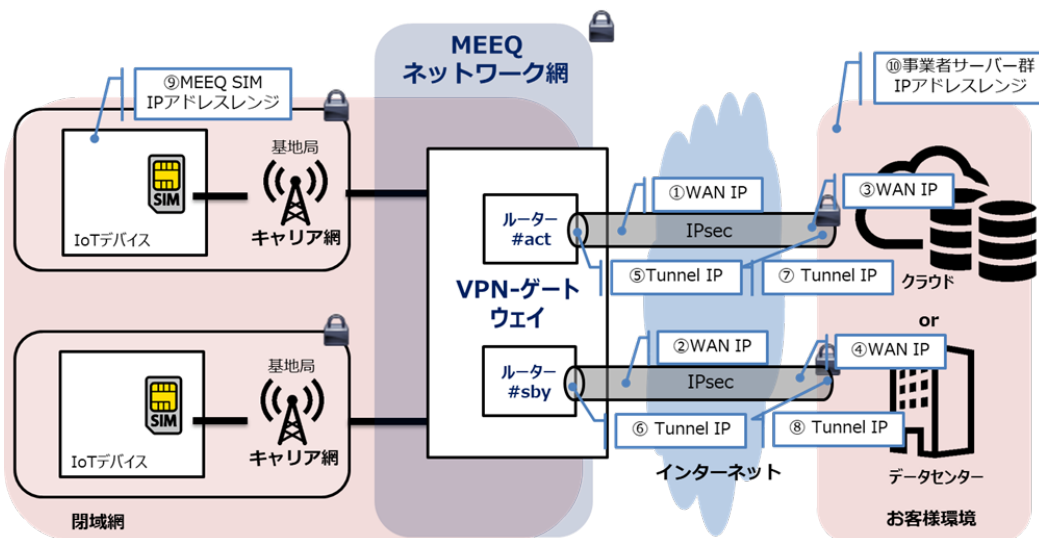 MEEQ
ネットワーク網
⑨MEEQ SIM
IPアドレスレンジ
⑩事業者サーバー群
IPアドレスレンジ
基地局
SIM
IoTデバイス
キャリア網
ルーター
#act
①WAN IP
③WAN IP
IPsec
⑤Tunnel IP
⑦ Tunnel IP
クラウド
VPN-ゲート
ウェイ
or
基地局
SIM
IoTデバイス
キャリア網
ルーター
#sby
②WAN IP
④WAN IP
IPsec
⑥ Tunnel IP
⑧ Tunnel IP
インターネット
データセンター
閉域網
お客様環境